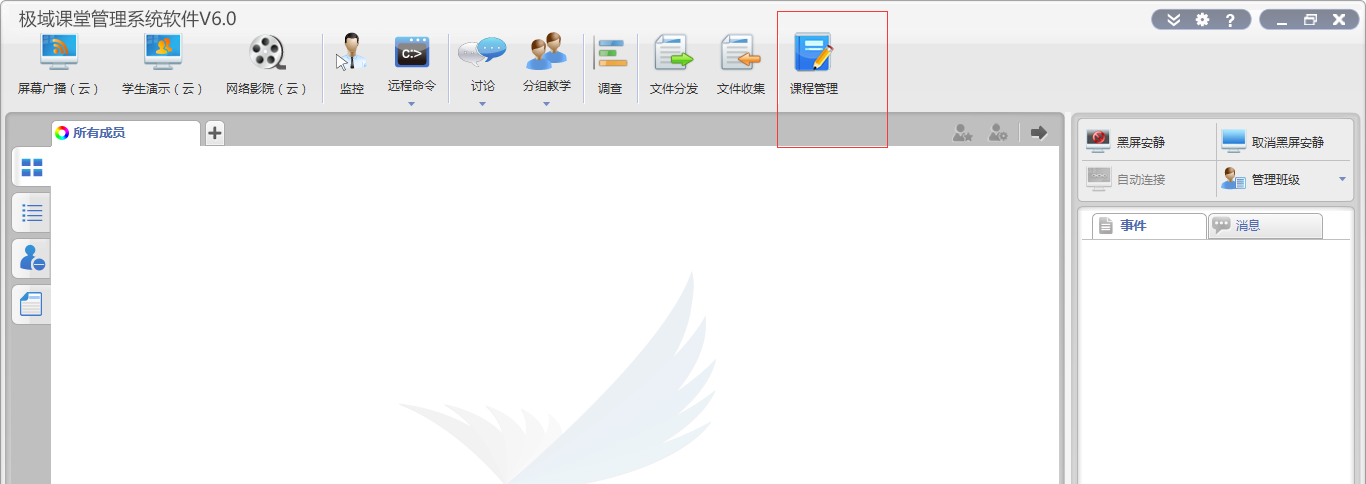 极域课堂管理系统软件V6.0
屏幕广播（云）
学生演示（云）
网络影院（云）
监控
C:>
远程命令
讨论
分组教学
调查
文件分发
文件收集
课程管理
所有成员
黑屏安静
取消黑屏安静
自动连接
管理班级
事件
消息